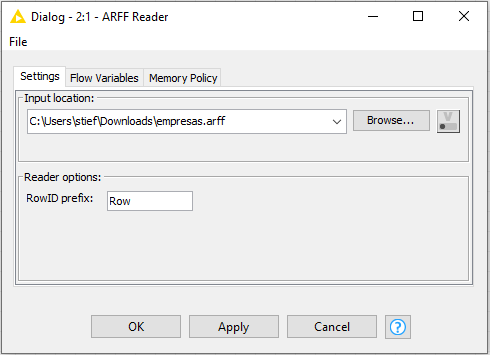 Dialog - 2:1 - ARFF Reader
File
Settings Flow Variables Memory Policy
Input location:
C:\Users\stief\Downloads\empresas.arff Browse... V
Reader options:
RowID prefix: Row
OK Apply Cancel ?